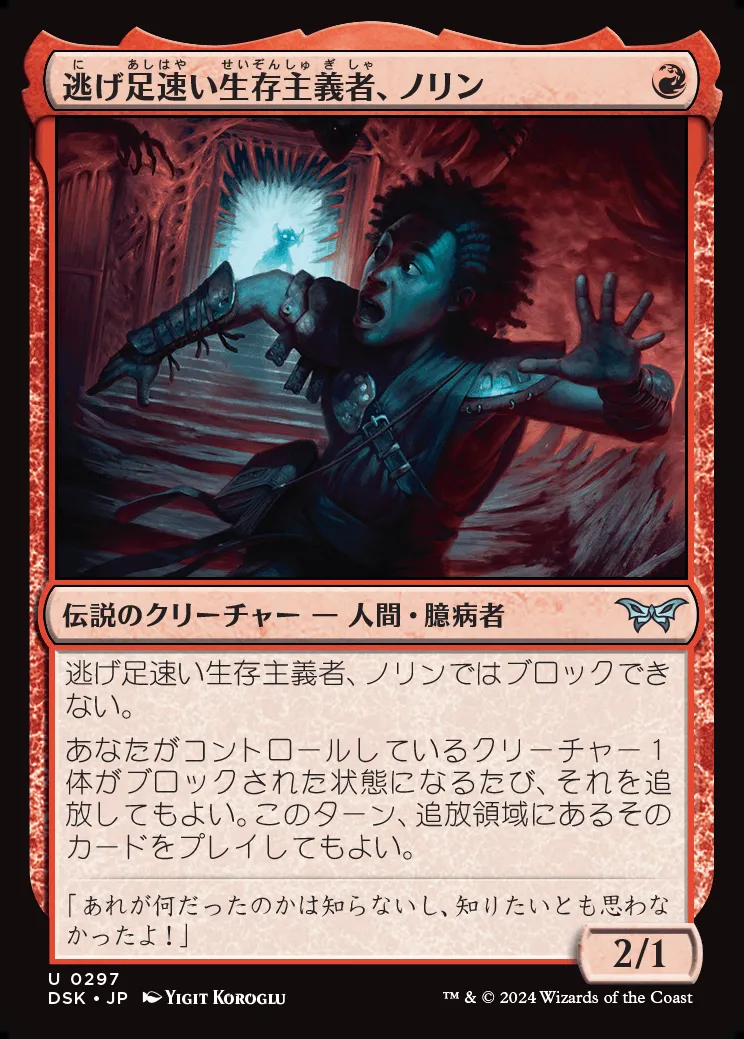 に あしはや せいぞんしゅぎしゃ
逃げ足速い生存主義者、ノリン
伝説のクリーチャー — 人間・臆病者
逃げ足速い生存主義者、ノリンではブロックでき
ない。
あなたがコントロールしているクリーチャー１
体がブロックされた状態になるたび、それを追
放してもよい。このターン、追放領域にあるその
カードをプレイしてもよい。
「あれが何だったのかは知らないし、知りたいとも思わな
かったよ！」
2/1
U 0297
DSK • JP Yigit Koroglu
™ & © 2024 Wizards of the Coast